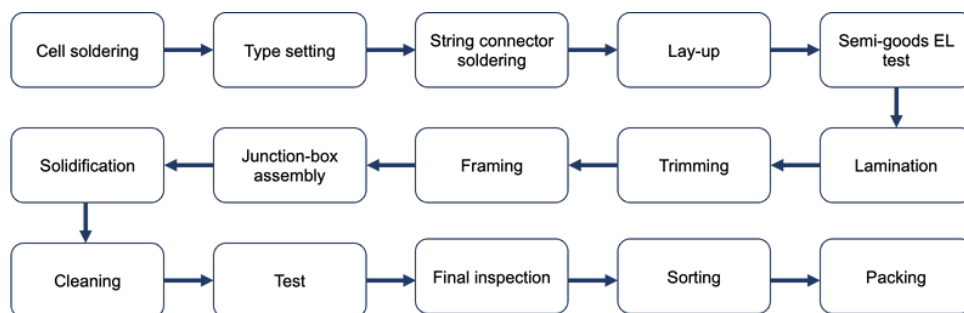 Cell soldering
Type setting
String connector
soldering
Lay-up
Semi-goods EL
test
Lamination
Trimming
Framing
Junction-box
assembly
Solidification
Cleaning
Test
Final inspection
Sorting
Packing